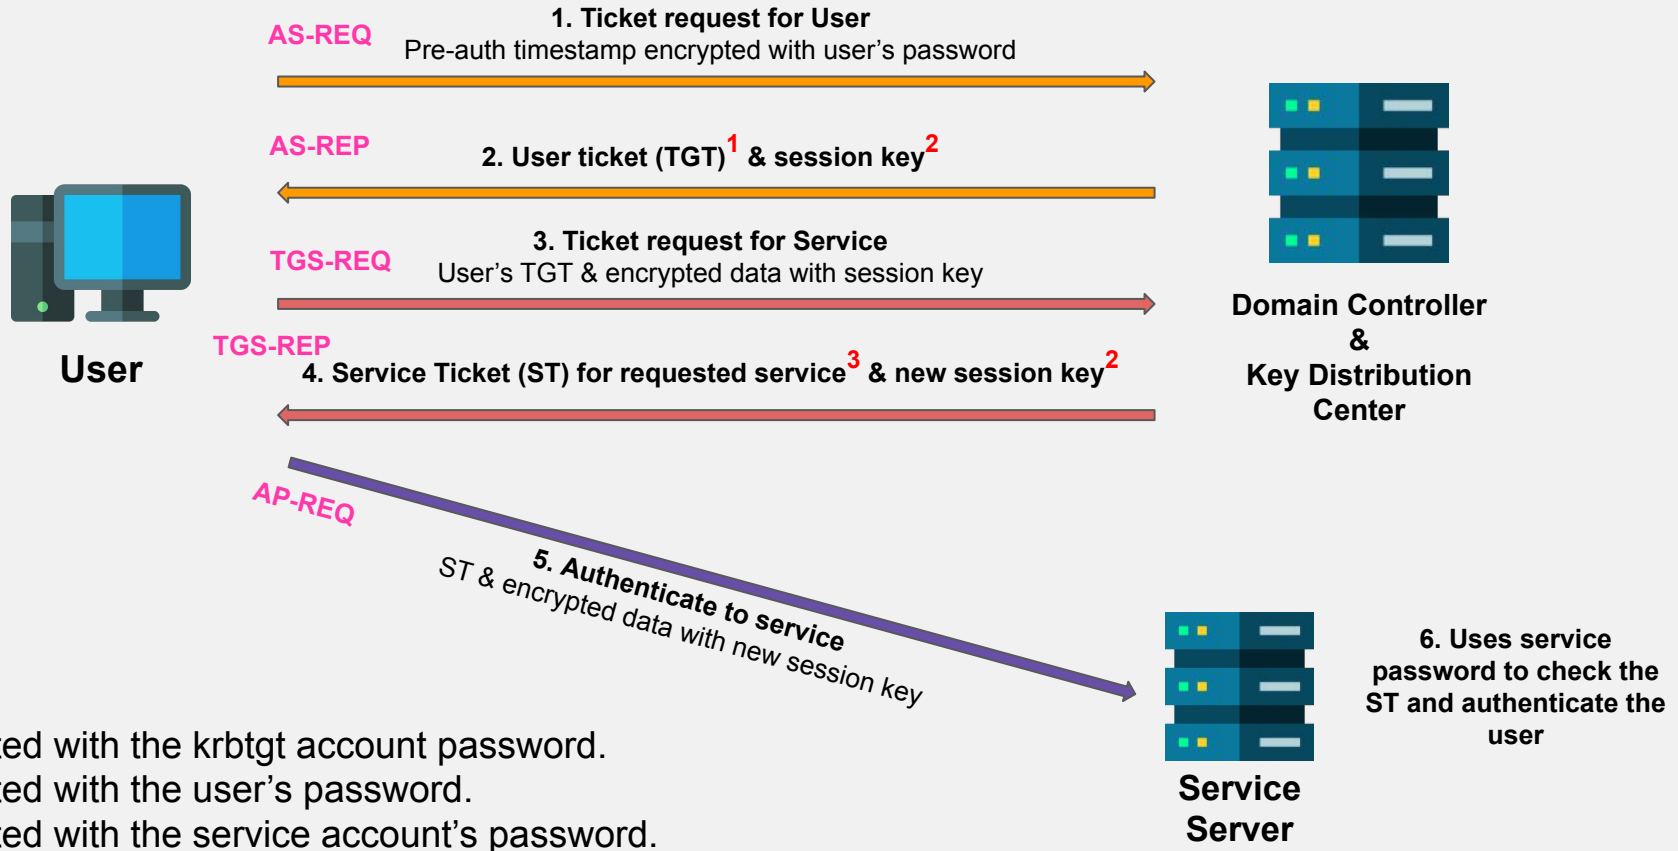 AS-REQ
1. Ticket request for User
Pre-auth timestamp encrypted with user's password
AS-REP
2. User ticket (TGT)1 & session key2
TGS-REQ
3. Ticket request for Service
User's TGT & encrypted data with session key
TGS-REP
4. Service Ticket (ST) for requested service3 & new session key2
User
Domain Controller
&
Key Distribution
Center
AP-REQ
5. Authenticate to service
ST & encrypted data with new session key
6. Uses service
password to check the
ST and authenticate the
user
Service
Server
with the krbtgt account password.
with the user's password.
with the service account's password.